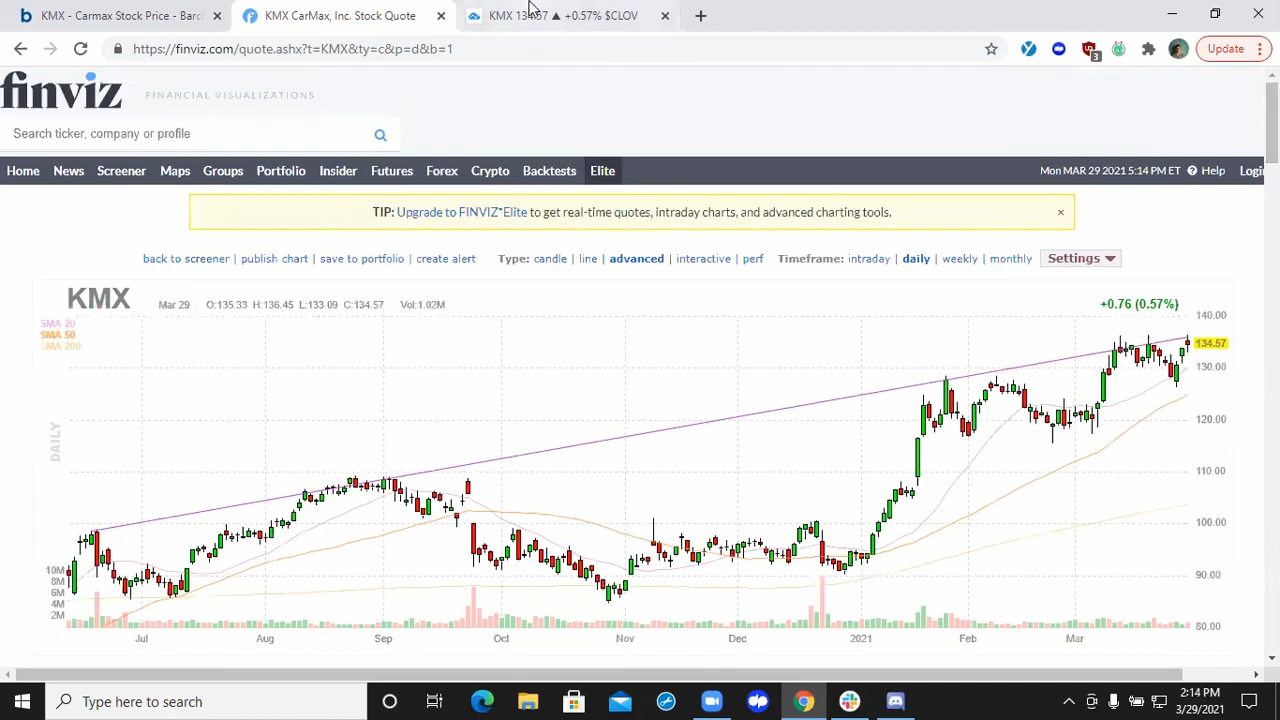 KMX - Carmax Stock Price - Barc
KMX CarMax, Inc. Stock Quote
+0.57% $CLOV
https://finviz.com/quote.ashx?t=KMX&ty=c&p=d&b=1
3
Update
finviz
FINANCIAL VISUALIZATIONS
Search ticker, company or profile
Home News Screener Maps Groups Portfolio Insider Futures Forex Crypto Backtests Elite
Mon MAR 29 2021 5:14 PM ET Help Logi
TIP: Upgrade to FINVIZ*Elite to get real-time quotes, intraday charts, and advanced charting tools. ×
back to screener | publish chart | save to portfolio | create alert
Type: candle | line | advanced | interactive | perf
Timeframe: intraday | daily | weekly | monthly
Settings
KMX
Mar 29 O:135.33 H:136.45 L:133.09 C:134.57 Vol:1.02M
+0.76 (0.57%)
SMA 20
SMA 50
SMA 200
DAILY
140.00
134.57
130.00
120.00
110.00
100.00
90.00
80.00
10M
8M
6M
4M
2M
Jul Aug Sep Oct Nov Dec 2021 Feb Mar
Type here to search
2:14 PM
3/29/2021